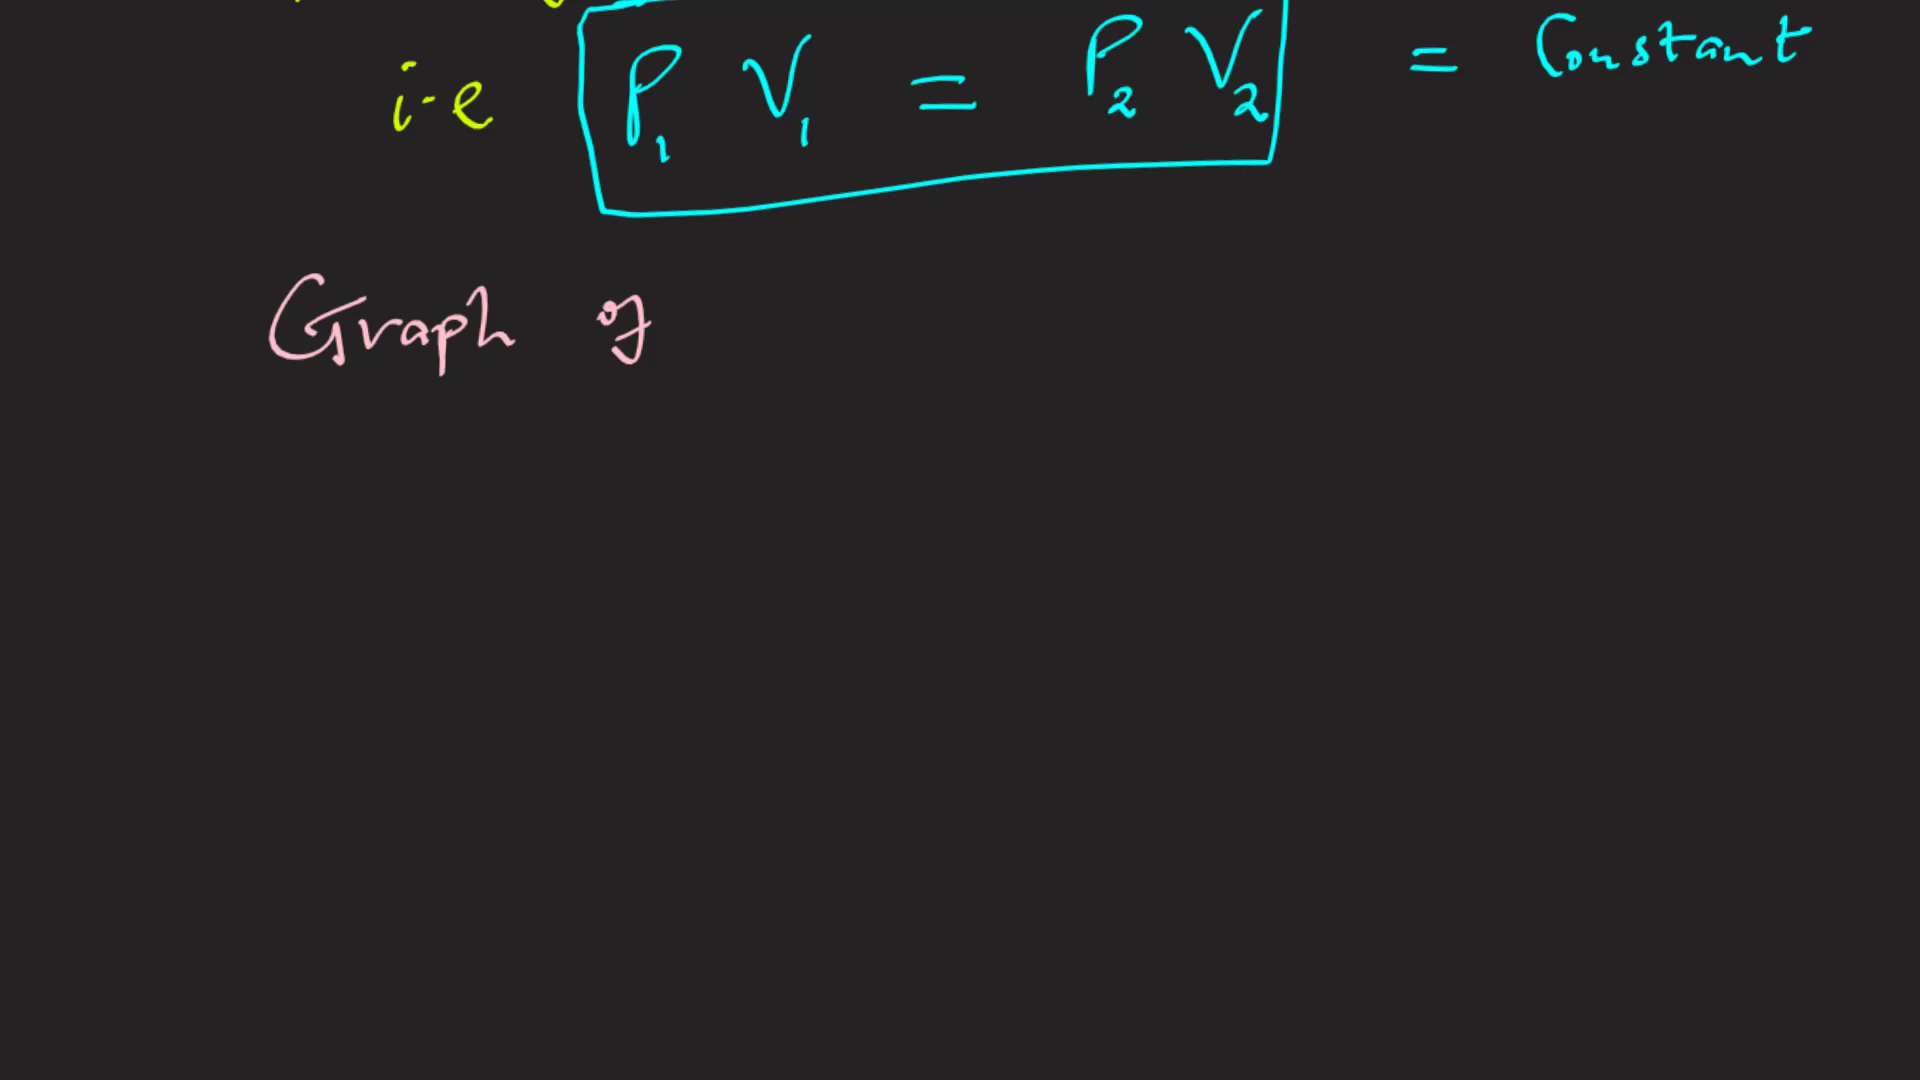 i-e P₁ V₁ = P₂ V₂ = Constant
Graph of